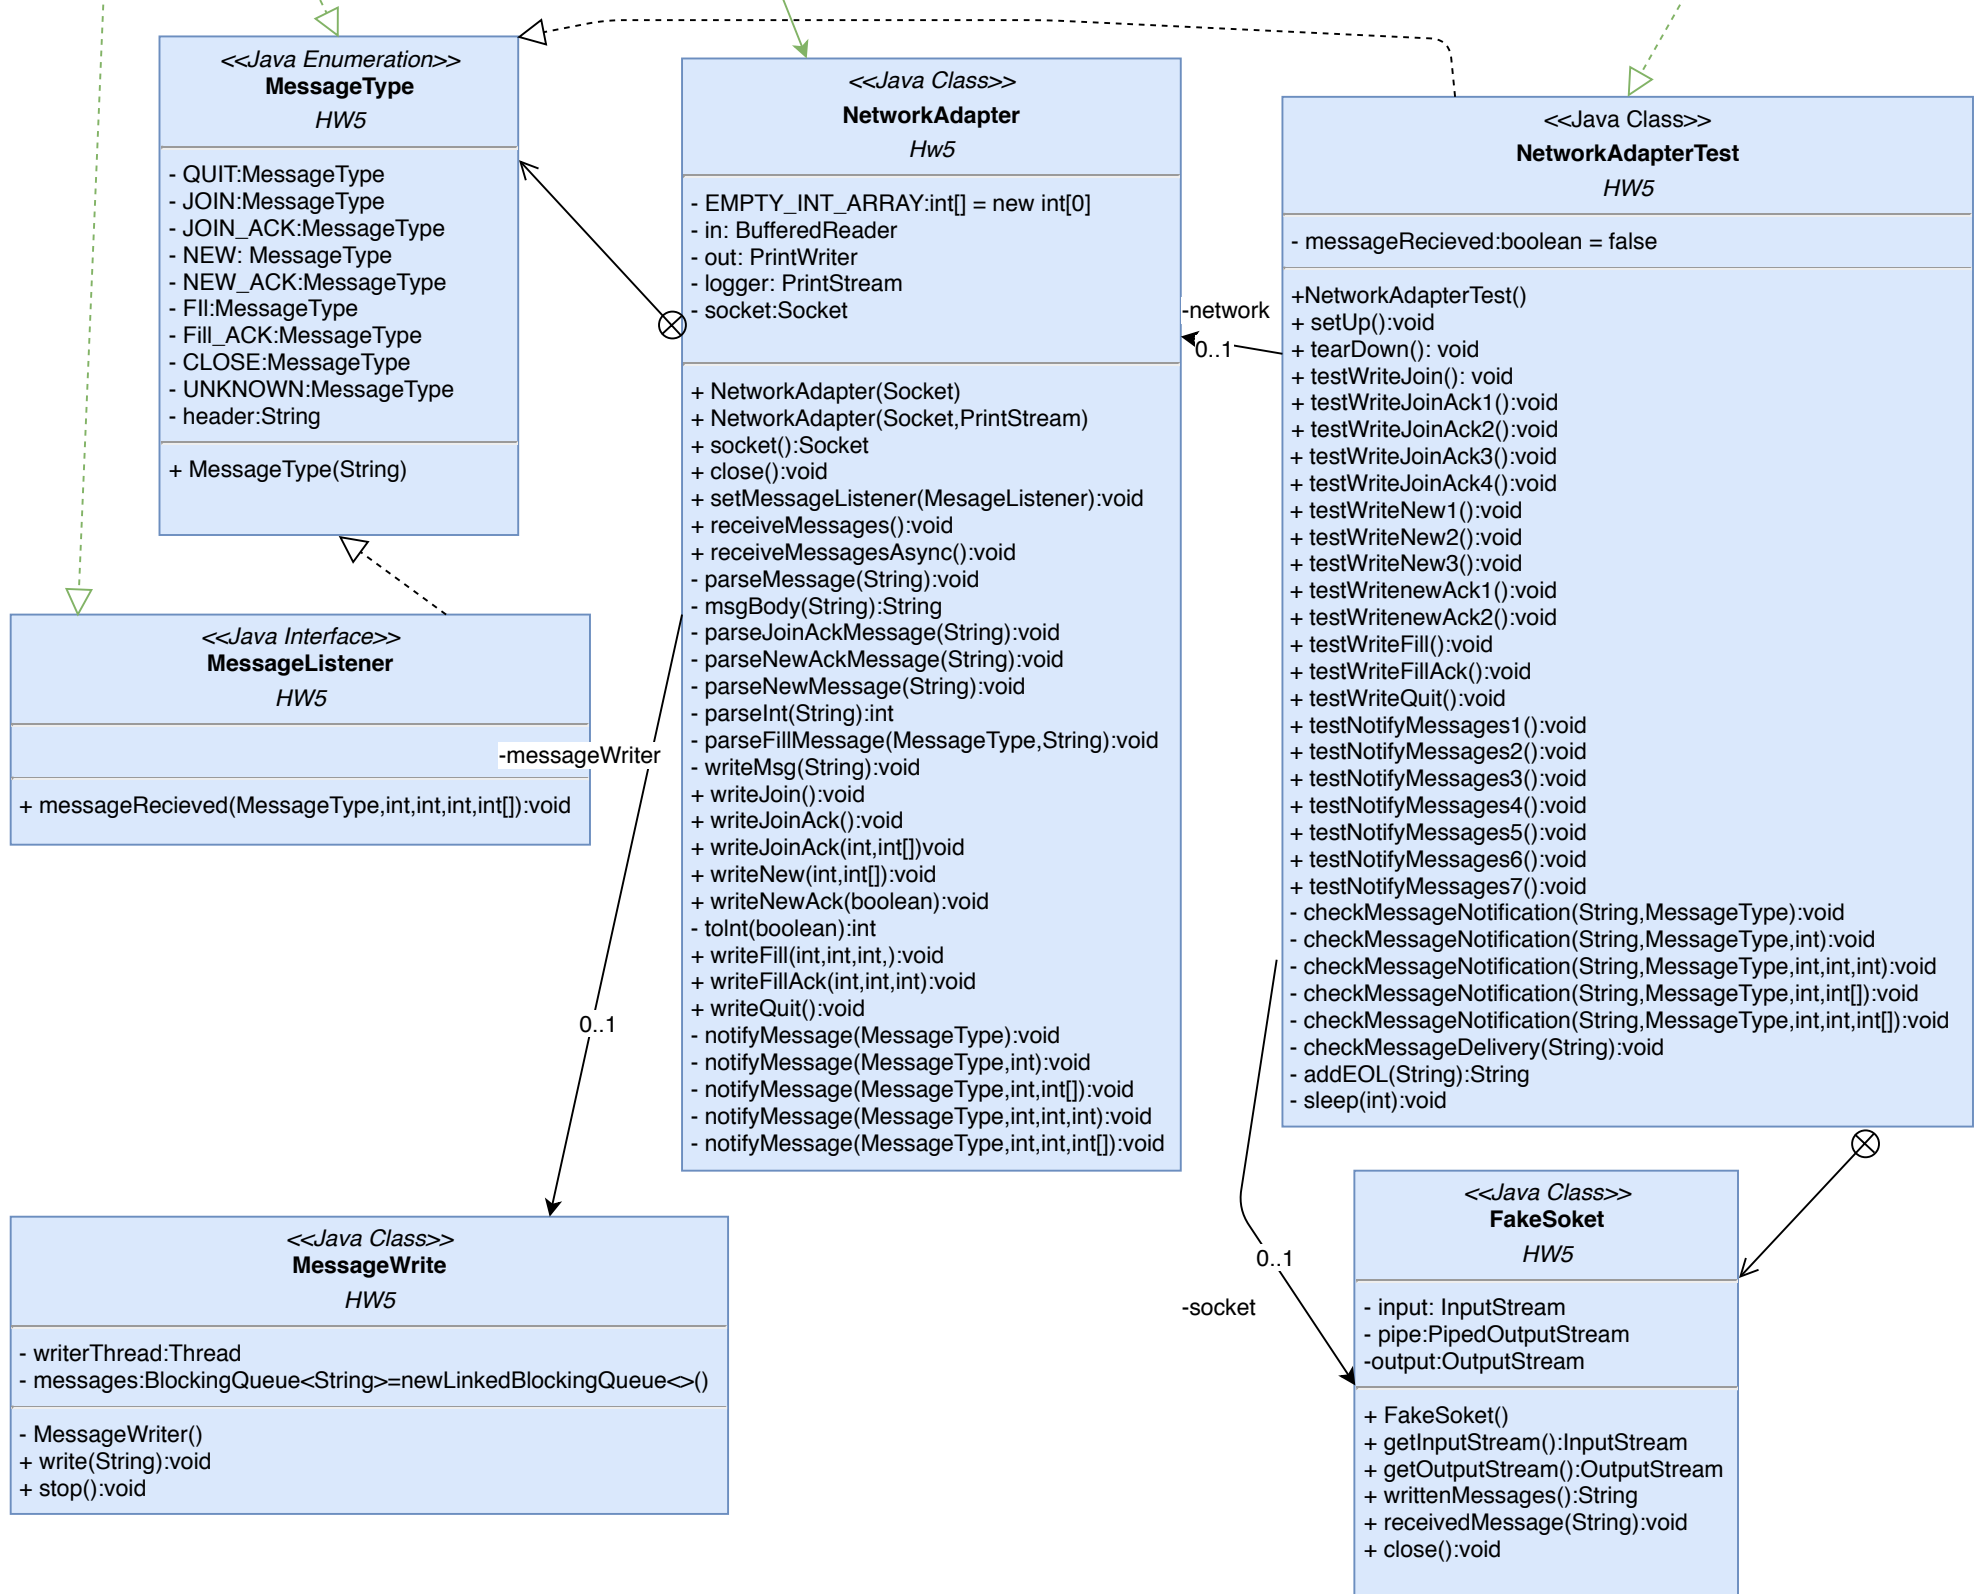 <<Java Enumeration>>
MessageType
HW5
- QUIT:MessageType
- JOIN:MessageType
- JOIN_ACK:MessageType
- NEW: MessageType
- NEW_ACK:MessageType
- FIl:MessageType
- Fill_ACK:MessageType
- CLOSE:MessageType
- UNKNOWN:MessageType
- header:String
+ MessageType(String)
<<Java Interface>>
MessageListener
HW5
+ messageRecieved(MessageType,int,int,int,int[]):void
-messageWriter
0..1
<<Java Class>>
MessageWrite
HW5
- writerThread:Thread
- messages:BlockingQueue<String>=newLinkedBlockingQueue<>()
- MessageWriter()
+ write(String):void
+ stop():void
<<Java Class>>
NetworkAdapter
Hw5
- EMPTY_INT_ARRAY:int[] = new int[0]
- in: BufferedReader
- out: PrintWriter
- logger: PrintStream
- socket:Socket
+ NetworkAdapter(Socket)
+ NetworkAdapter(Socket,PrintStream)
+ socket():Socket
+ close():void
+ setMessageListener(MesageListener):void
+ receiveMessages():void
+ receiveMessagesAsync():void
- parseMessage(String):void
- msgBody(String):String
- parseJoinAckMessage(String):void
- parseNewAckMessage(String):void
- parseNewMessage(String):void
- parseInt(String):int
- parseFillMessage(MessageType,String):void
- writeMsg(String):void
+ writeJoin():void
+ writeJoinAck():void
+ writeJoinAck(int,int[])void
+ writeNew(int,int[]):void
+ writeNewAck(boolean):void
- toInt(boolean):int
+ writeFill(int,int,int,):void
+ writeFillAck(int,int,int):void
+ writeQuit():void
- notifyMessage(MessageType):void
- notifyMessage(MessageType,int):void
- notifyMessage(MessageType,int,int[]):void
- notifyMessage(MessageType,int,int,int):void
- notifyMessage(MessageType,int,int,int[]):void
-network
0..1
<<Java Class>>
NetworkAdapterTest
HW5
- messageRecieved:boolean = false
+NetworkAdapterTest()
+ setUp():void
+ tearDown(): void
+ testWriteJoin(): void
+ testWriteJoinAck1():void
+ testWriteJoinAck2():void
+ testWriteJoinAck3():void
+ testWriteJoinAck4():void
+ testWriteNew1():void
+ testWriteNew2():void
+ testWriteNew3():void
+ testWritenewAck1():void
+ testWritenewAck2():void
+ testWriteFill():void
+ testWriteFillAck():void
+ testWriteQuit():void
+ testNotifyMessages1():void
+ testNotifyMessages2():void
+ testNotifyMessages3():void
+ testNotifyMessages4():void
+ testNotifyMessages5():void
+ testNotifyMessages6():void
+ testNotifyMessages7():void
- checkMessageNotification(String,MessageType):void
- checkMessageNotification(String,MessageType,int):void
- checkMessageNotification(String,MessageType,int,int,int):void
- checkMessageNotification(String,MessageType,int,int[]):void
- checkMessageNotification(String,MessageType,int,int,int[]):void
- checkMessageDelivery(String):void
- addEOL(String):String
- sleep(int):void
0..1
-socket
<<Java Class>>
FakeSoket
HW5
- input: InputStream
- pipe:PipedOutputStream
-output:OutputStream
+ FakeSoket()
+ getInputStream():InputStream
+ getOutputStream():OutputStream
+ writtenMessages():String
+ receivedMessage(String):void
+ close():void